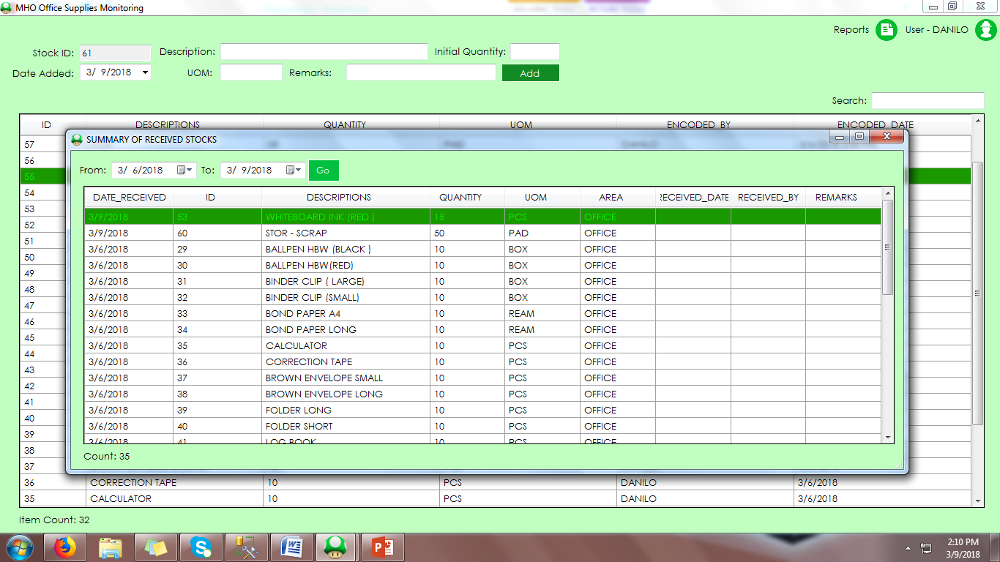 MHO Office Supplies Monitoring
Reports User - DANILO
Stock ID: 61 Description: Initial Quantity:
Date Added: 3/ 9/2018 UOM: Remarks: Add
Search:
ID DESCRIPTIONS QUANTITY UOM ENCODED_BY ENCODED_DATE
57
56
55
54
53
52
51
50
49
48
47
46
45
44
43
42
41
40
39
38
37
36 CORRECTION TAPE 10 PCS DANILO 3/6/2018
35 CALCULATOR 10 PCS DANILO 3/6/2018
Item Count: 32
SUMMARY OF RECEIVED STOCKS
From: 3/ 6/2018 To: 3/ 9/2018 Go
DATE_RECEIVED ID DESCRIPTIONS QUANTITY UOM AREA RECEIVED_DATE RECEIVED_BY REMARKS
3/9/2018 53 WHITEBOARD INK (RED ) 15 PCS OFFICE
3/9/2018 60 STOR - SCRAP 50 PAD OFFICE
3/6/2018 29 BALLPEN HBW (BLACK ) 10 BOX OFFICE
3/6/2018 30 BALLPEN HBW(RED) 10 BOX OFFICE
3/6/2018 31 BINDER CLIP ( LARGE) 10 BOX OFFICE
3/6/2018 32 BINDER CLIP (SMALL) 10 BOX OFFICE
3/6/2018 33 BOND PAPER A4 10 REAM OFFICE
3/6/2018 34 BOND PAPER LONG 10 REAM OFFICE
3/6/2018 35 CALCULATOR 10 PCS OFFICE
3/6/2018 36 CORRECTION TAPE 10 PCS OFFICE
3/6/2018 37 BROWN ENVELOPE SMALL 10 PCS OFFICE
3/6/2018 38 BROWN ENVELOPE LONG 10 PCS OFFICE
3/6/2018 39 FOLDER LONG 10 PCS OFFICE
3/6/2018 40 FOLDER SHORT 10 PCS OFFICE
3/6/2018 41 LOG BOOK 10 PCS OFFICE
Count: 35
2:10 PM
3/9/2018